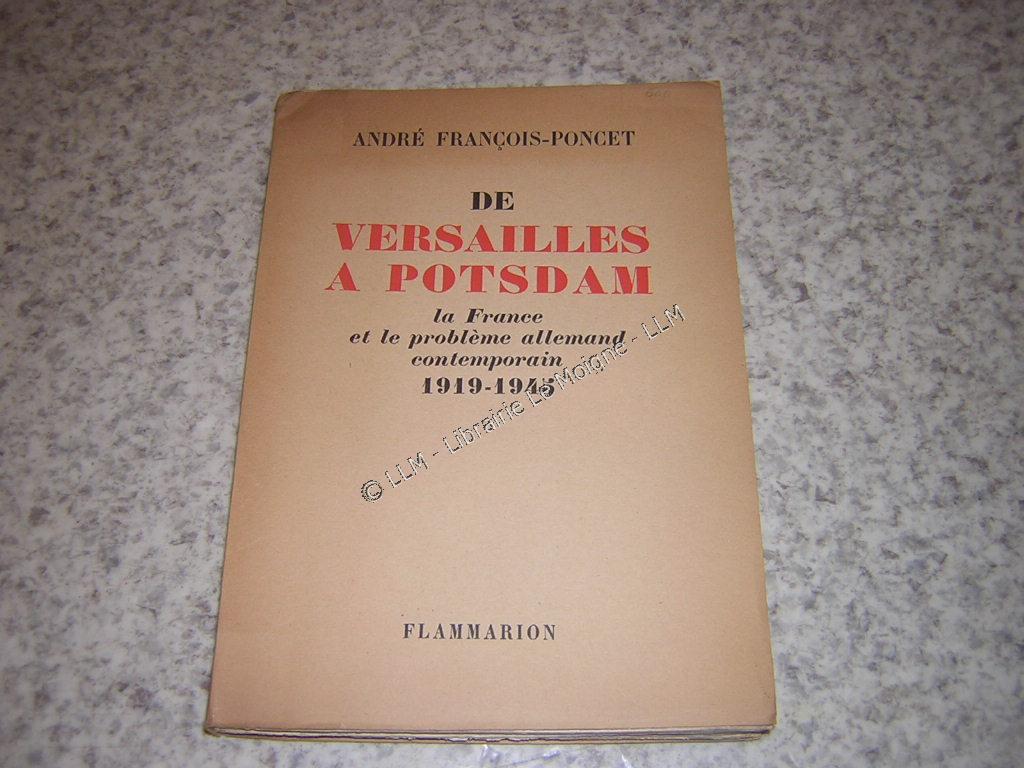 ANDRÉ FRANÇOIS-PONCET
DE
VERSAILLES
A POTSDAM
la France
et le problème allemand
contemporain
1919-1945
© LLM - Librairie Le Moigne - LLM
FLAMMARION